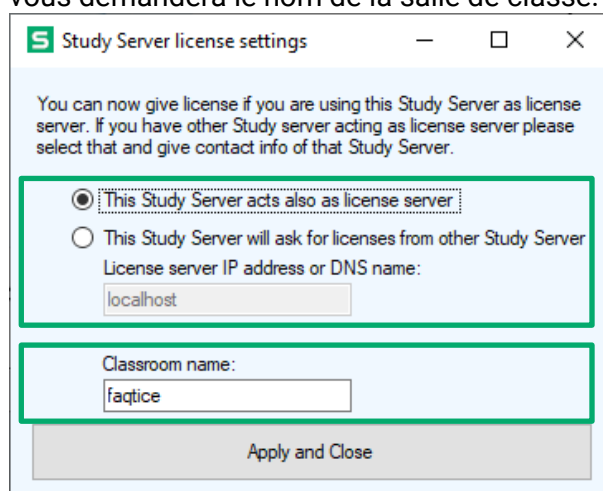 vous demandera le nom de la salle de classe.
S Study Server license settings
You can now give license if you are using this Study Server as license
server. If you have other Study server acting as license server please
select that and give contact info of that Study Server.
This Study Server acts also as license server
This Study Server will ask for licenses from other Study Server
License server IP address or DNS name:
localhost
Classroom name:
faqtice
Apply and Close